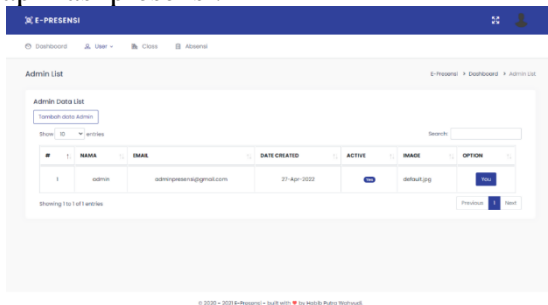 aplikasi presensi.
E-PRESENSI
Dashboard User Class Absensi
Admin List
E-Presensi > Dashboard > Admin List
Admin Data List
Tambah data Admin
Show 10 entries
Search:
# NAMA EMAIL DATE CREATED ACTIVE IMAGE OPTION
1 admin adminpresensi@gmail.com 27-Apr-2022 Yes default.jpg You
Showing 1 to 1 of 1 entries
Previous 1 Next
© 2020 - 2021 E-Presensi - built with by Habib Putra Wahyudi